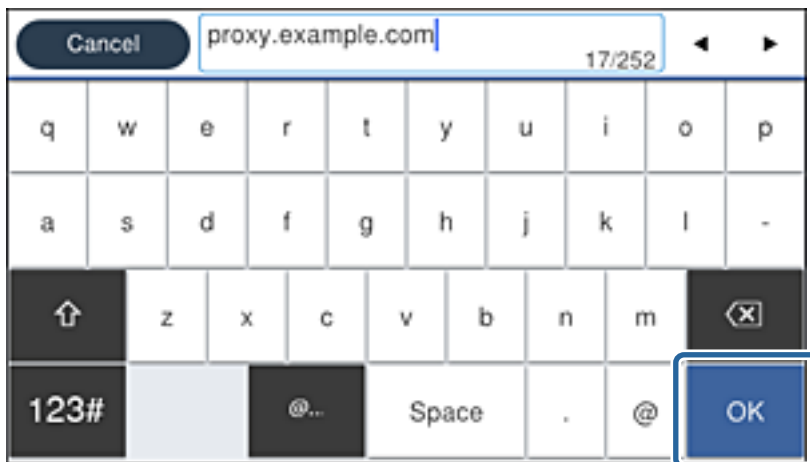 Cancel proxy.example.com
17/252
q w e r t y u i o p
a s d f g h j k l -
z x c v b n m
123# @... Space . @ OK